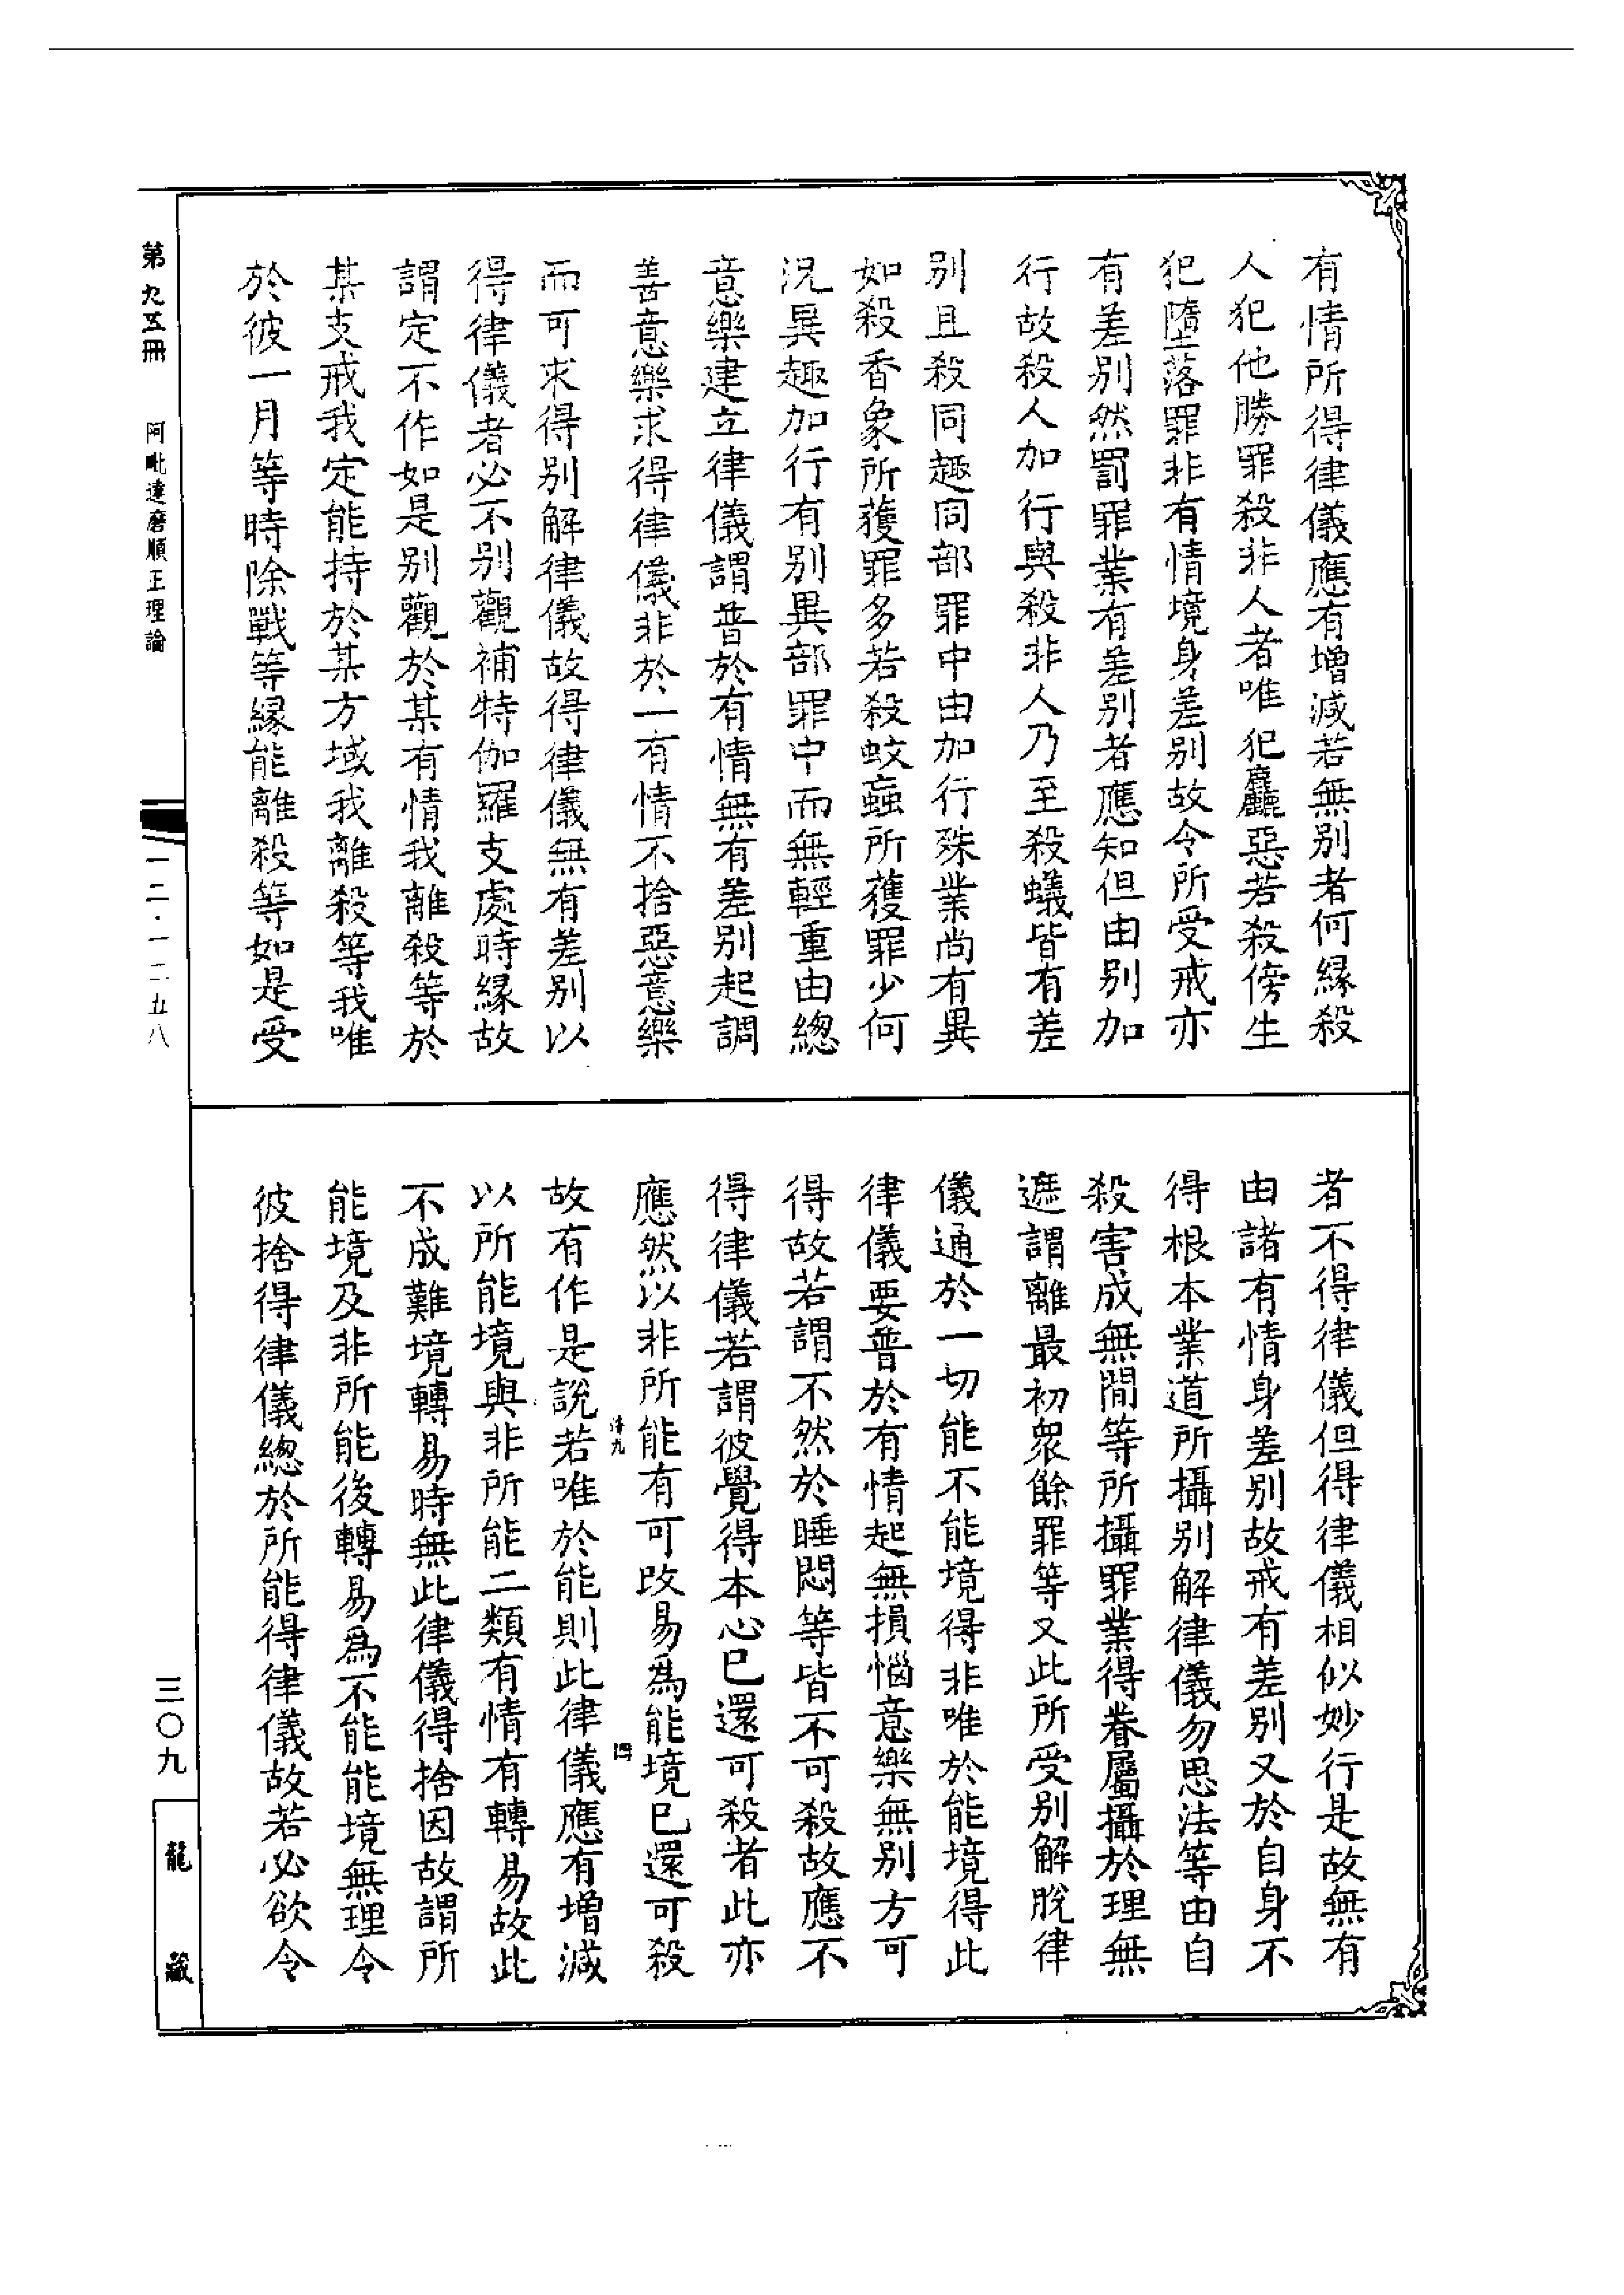 有情所得律儀應有增減若無別者何緣殺
人犯他勝罪殺非人者唯犯麤惡若殺傍生
犯墮落罪非有情境身差別故令所受戒亦
有差別然罰罪業有差別者應知但由別加
行故殺人加行與殺非人乃至殺蟻皆有差
別且殺同趣同部罪中由加行殊業尚有異
如殺香象所獲罪多若殺蚊蝱所獲罪少何
況異趣加行有別異部罪中而無輕重由總
意樂建立律儀謂普於有情無有差別起調
善意樂求得律儀非於一有情不捨惡意樂
而可求得別解律儀故得律儀無有差別以
得律儀者必不別觀補特伽羅支處時緣故
謂定不作如是別觀於某有情我離殺等於
某支戒我定能持於某方域我離殺等我唯
於彼一月等時除戰等緣能離殺等如是受
者不得律儀但得律儀相似妙行是故無有
由諸有情身差別故戒有差別又於自身不
得根本業道所攝別解律儀勿思法等由自
殺害成無間等所攝罪業得眷屬攝於理無
遮謂離最初眾餘罪等又此所受別解脫律
儀通於一切能不能境得非唯於能境得此
律儀要普於有情起無損惱意樂無別方可
得故若謂不然於睡悶等皆不可殺故應不
得律儀若謂彼覺得本心已還可殺者此亦
應然以非所能有可改易為能境已還可殺
故有作是說若唯於能則此律儀應有增減
以所能境與非所能二類有情有轉易故此
不成難境轉易時無此律儀得捨因故謂所
能境及非所能後轉易為不能能境無理令
彼捨得律儀總於所能得律儀故若必欲令
第九五冊 阿毗達磨順正理論 一二·一二五八
三〇九
龍藏